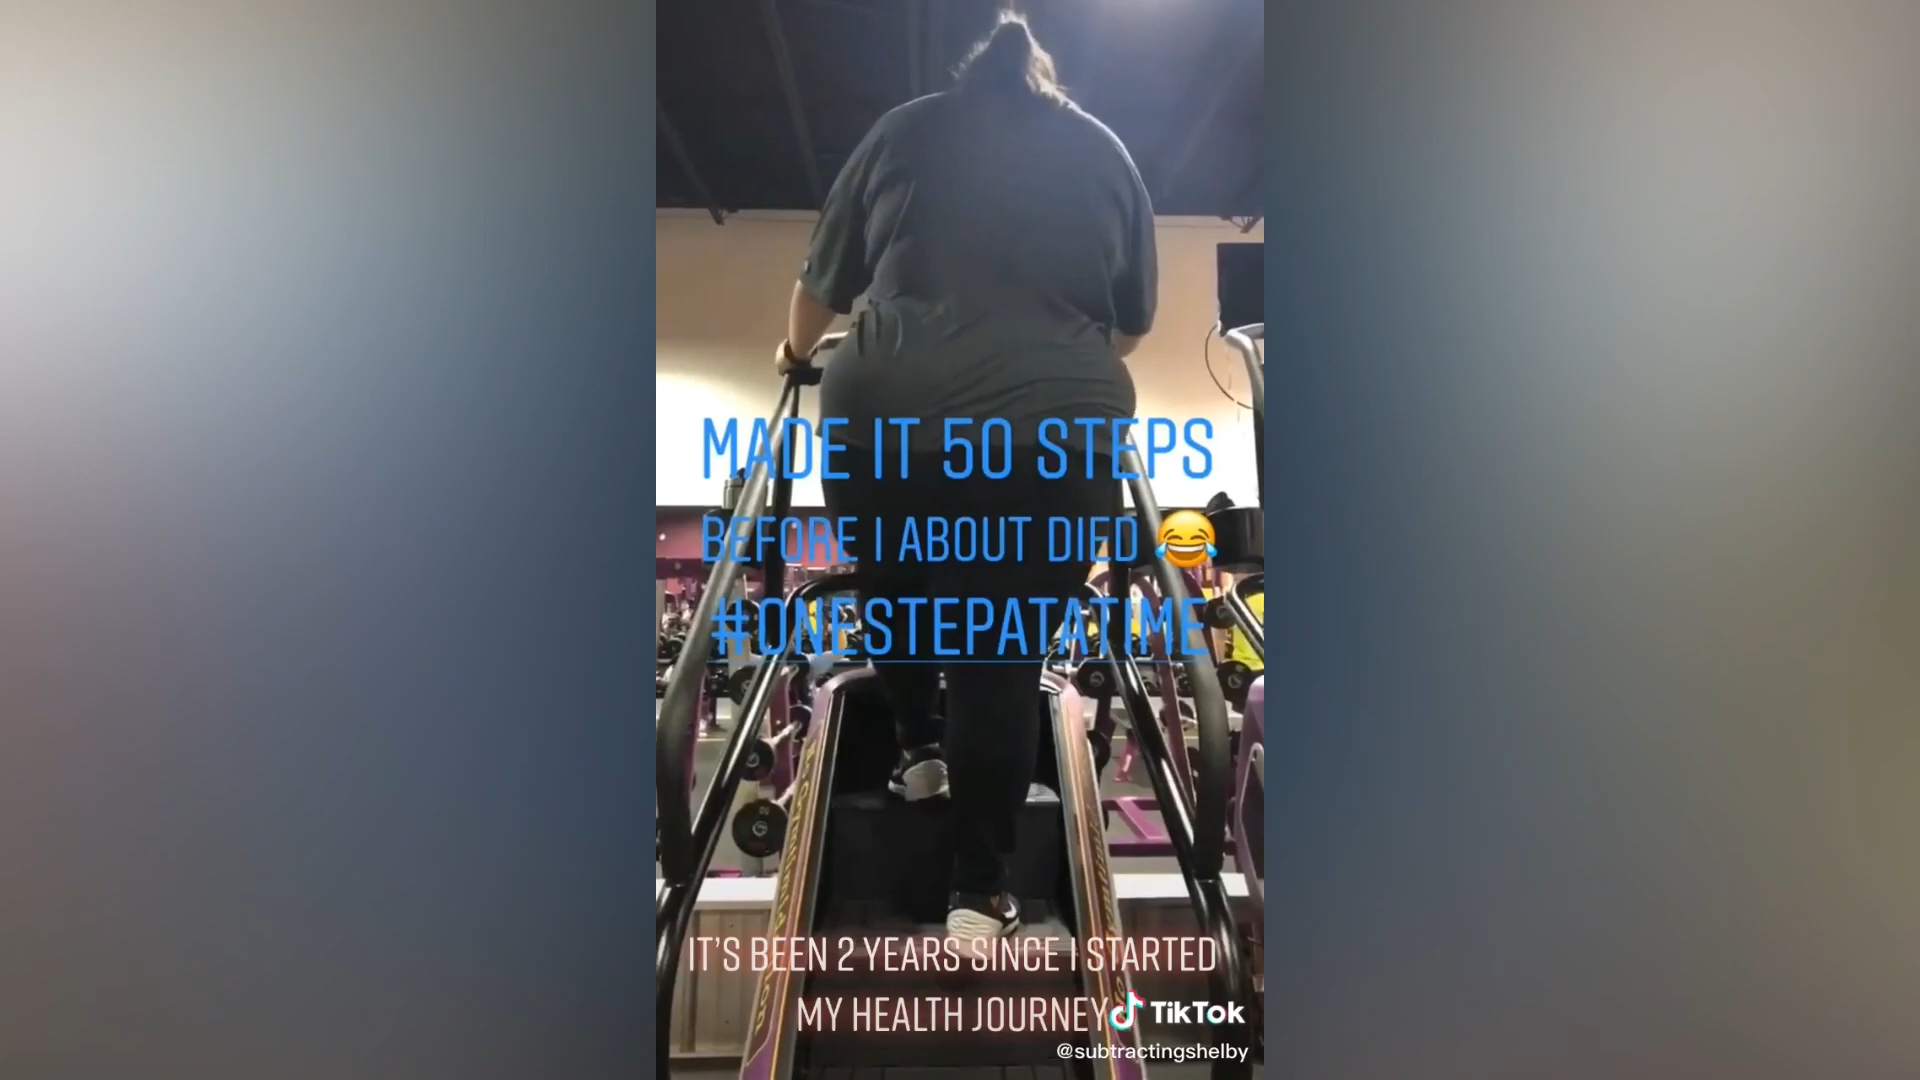 MADE IT 50 STEPS
BEFORE I ABOUT DIED 😂
#ONESTEPATATIME
IT'S BEEN 2 YEARS SINCE I STARTED
MY HEALTH JOURNEY
TikTok
@subtractingshelby